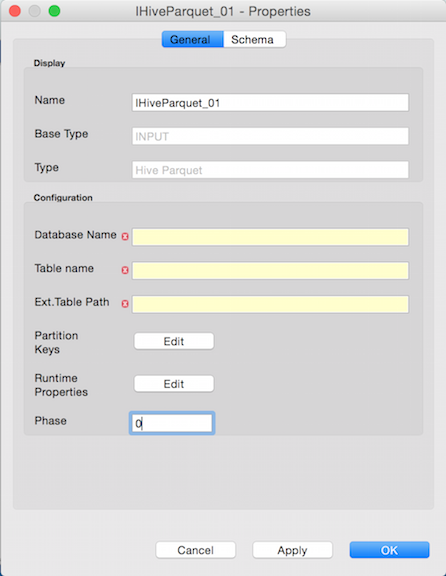 IHiveParquet_01 - Properties
General Schema
Display
Name IHiveParquet_01
Base Type INPUT
Type Hive Parquet
Configuration
Database Name
Table name
Ext.Table Path
Partition
Keys Edit
Runtime
Properties Edit
Phase 0
Cancel Apply OK